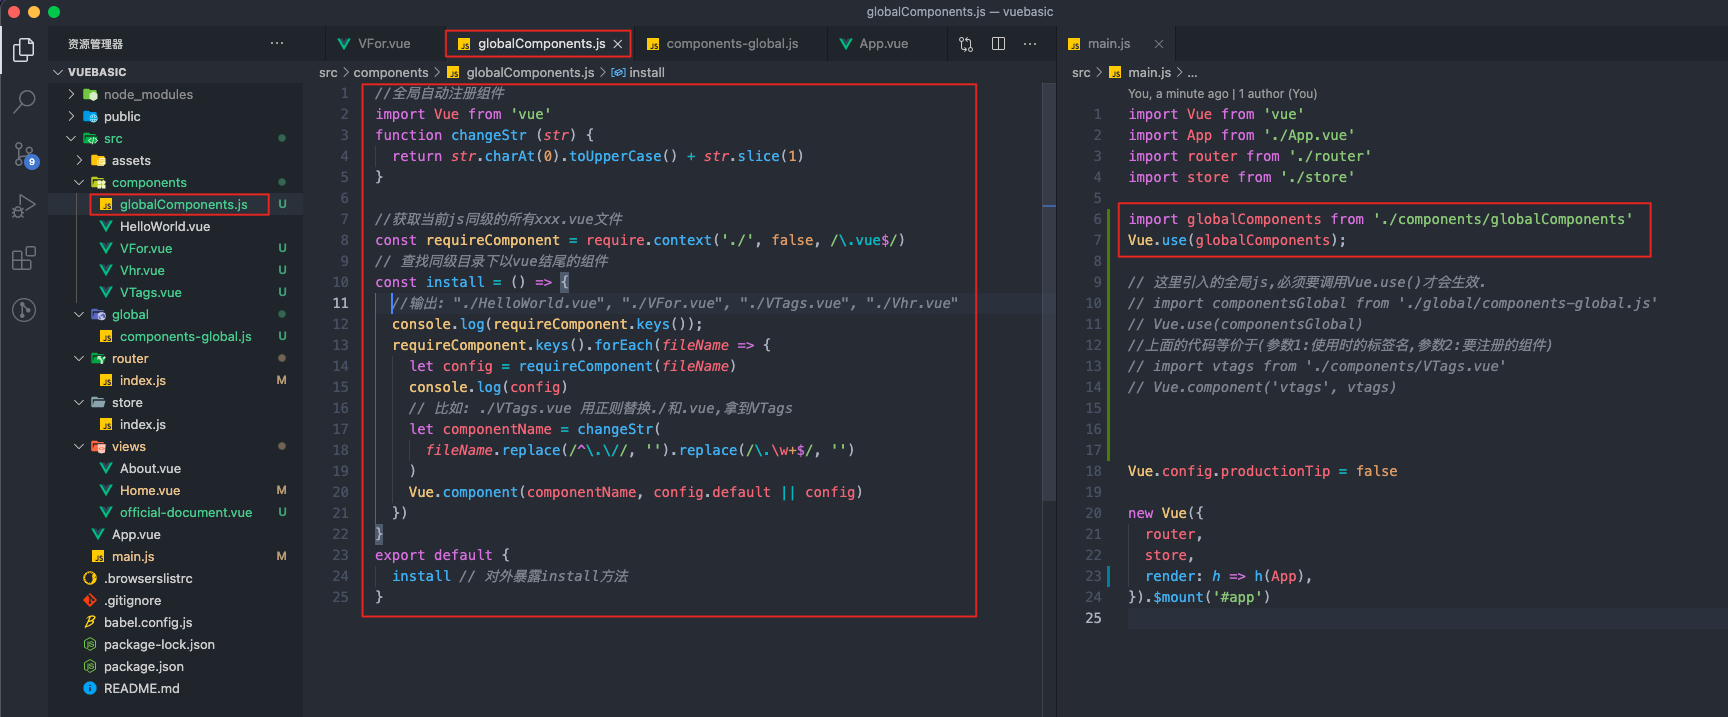 globalComponents.js — vuebasic
资源管理器
···
VUEBASIC
node_modules
public
src
assets
components
globalComponents.js U
HelloWorld.vue
VFor.vue U
Vhr.vue U
VTags.vue U
global
components-global.js U
router
index.js M
store
index.js
views
About.vue
Home.vue M
official-document.vue U
App.vue
main.js M
.browserslistrc
.gitignore
babel.config.js
package-lock.json
package.json
README.md
9
VFor.vue
JS globalComponents.js ×
JS components-global.js
App.vue
···
src > components > JS globalComponents.js > install
1 //全局自动注册组件
2 import Vue from 'vue'
3 function changeStr (str) {
4 return str.charAt(0).toUpperCase() + str.slice(1)
5 }
6
7 //获取当前js同级的所有xxx.vue文件
8 const requireComponent = require.context('./', false, /\.vue$/)
9 // 查找同级目录下以vue结尾的组件
10 const install = () => {
11 //输出: "./HelloWorld.vue", "./VFor.vue", "./VTags.vue", "./Vhr.vue"
12 console.log(requireComponent.keys());
13 requireComponent.keys().forEach(fileName => {
14 let config = requireComponent(fileName)
15 console.log(config)
16 // 比如: ./VTags.vue 用正则替换./和.vue,拿到VTags
17 let componentName = changeStr(
18 fileName.replace(/^\.\//, '').replace(/\.\w+$/, '')
19 )
20 Vue.component(componentName, config.default || config)
21 })
22 }
23 export default {
24 install // 对外暴露install方法
25 }
JS main.js ×
src > JS main.js > ...
You, a minute ago | 1 author (You)
1 import Vue from 'vue'
2 import App from './App.vue'
3 import router from './router'
4 import store from './store'
5
6 import globalComponents from './components/globalComponents'
7 Vue.use(globalComponents);
8
9 // 这里引入的全局js,必须要调用Vue.use()才会生效.
10 // import componentsGlobal from './global/components-global.js'
11 // Vue.use(componentsGlobal)
12 //上面的代码等价于(参数1:使用时的标签名,参数2:要注册的组件)
13 // import vtags from './components/VTags.vue'
14 // Vue.component('vtags', vtags)
15
16
17
18 Vue.config.productionTip = false
19
20 new Vue({
21 router,
22 store,
23 render: h => h(App),
24 }).$mount('#app')
25